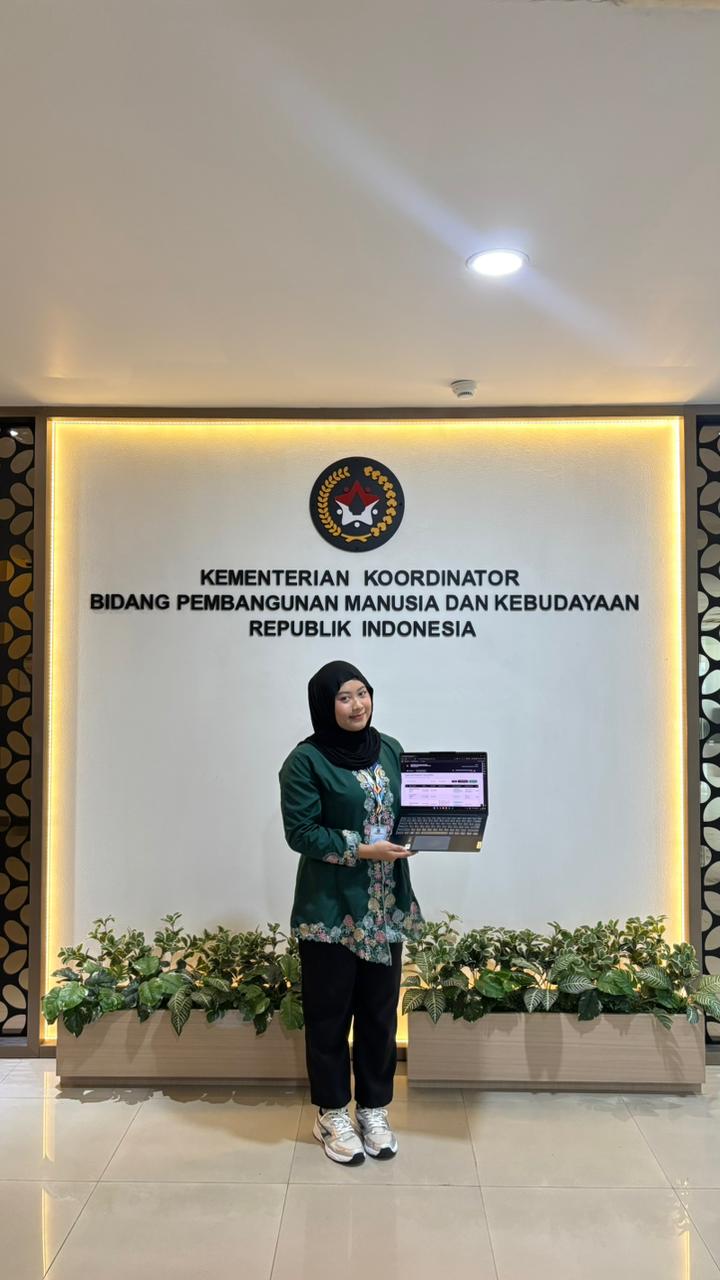 KEMENTERIAN KOORDINATOR
BIDANG PEMBANGUNAN MANUSIA DAN KEBUDAYAAN
REPUBLIK INDONESIA